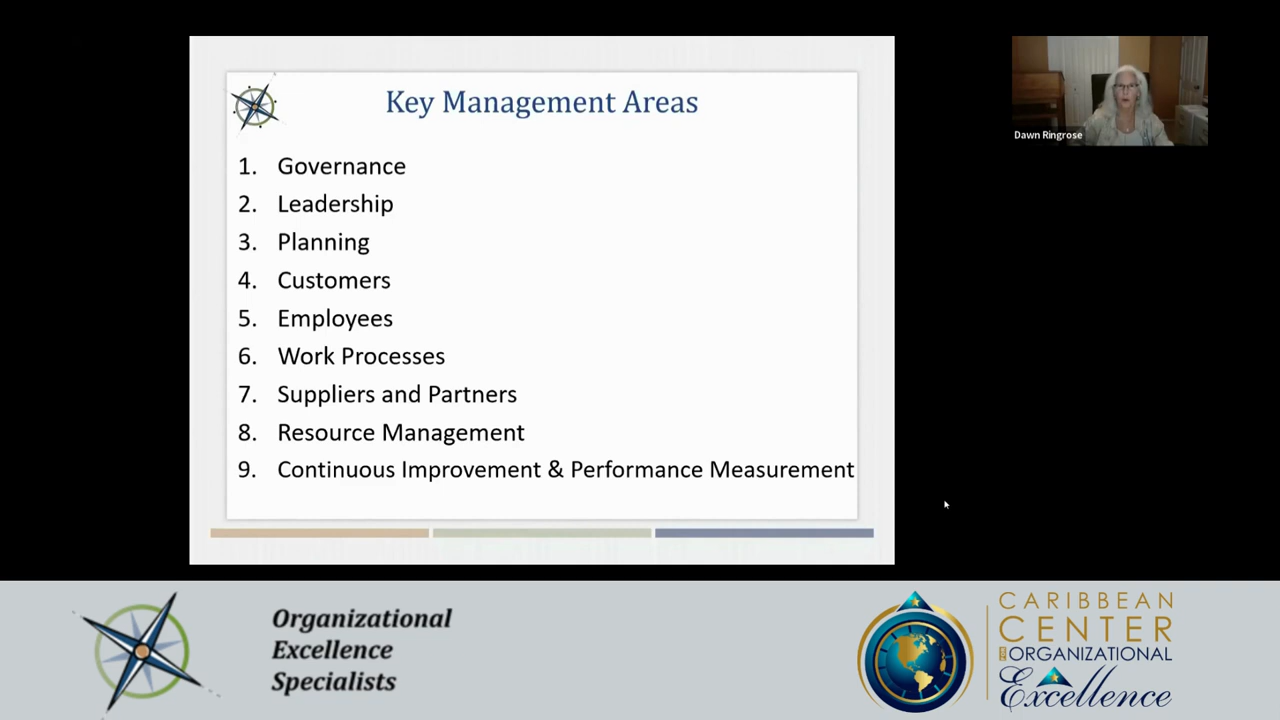 Key Management Areas
1. Governance
2. Leadership
3. Planning
4. Customers
5. Employees
6. Work Processes
7. Suppliers and Partners
8. Resource Management
9. Continuous Improvement & Performance Measurement
Dawn Ringrose
Organizational
Excellence
Specialists
CARIBBEAN
CENTER
FOR ORGANIZATIONAL
Excellence